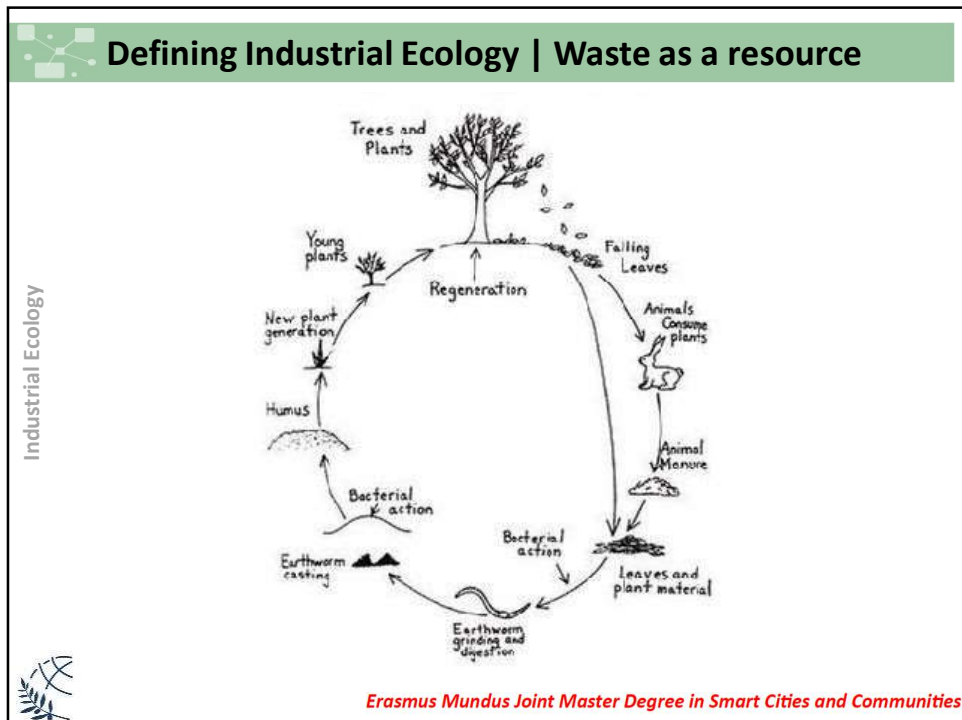 Defining Industrial Ecology | Waste as a resource
Trees and
Plants
Falling
Leaves
Animals
Consume
plants
Animal
Manure
Leaves and
plant material
Bacterial
action
Earthworm
grinding and
digestion
Earthworm
casting
Bacterial
action
Humus
New plant
generation
Young
plants
Regeneration
Industrial Ecology
Erasmus Mundus Joint Master Degree in Smart Cities and Communities